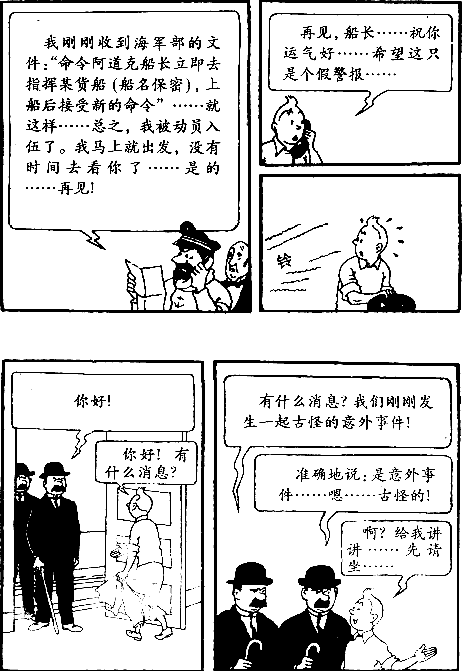 我刚刚收到海军部的文
件：“命令阿道克船长立即去
指挥某货船（船名保密），上
船后接受新的命令”……就
这样……总之，我被动员入
伍了。我马上就出发，没有
时间去看你了……是的
……再见！
再见，船长……祝你
运气好……希望这只
是个假警报……
铃
你好！
你好！有
什么消息？
有什么消息？我们刚刚发
生一起古怪的意外事件！
准确地说：是意外事
件……嗯……古怪的！
啊？给我讲
讲……先请
坐……